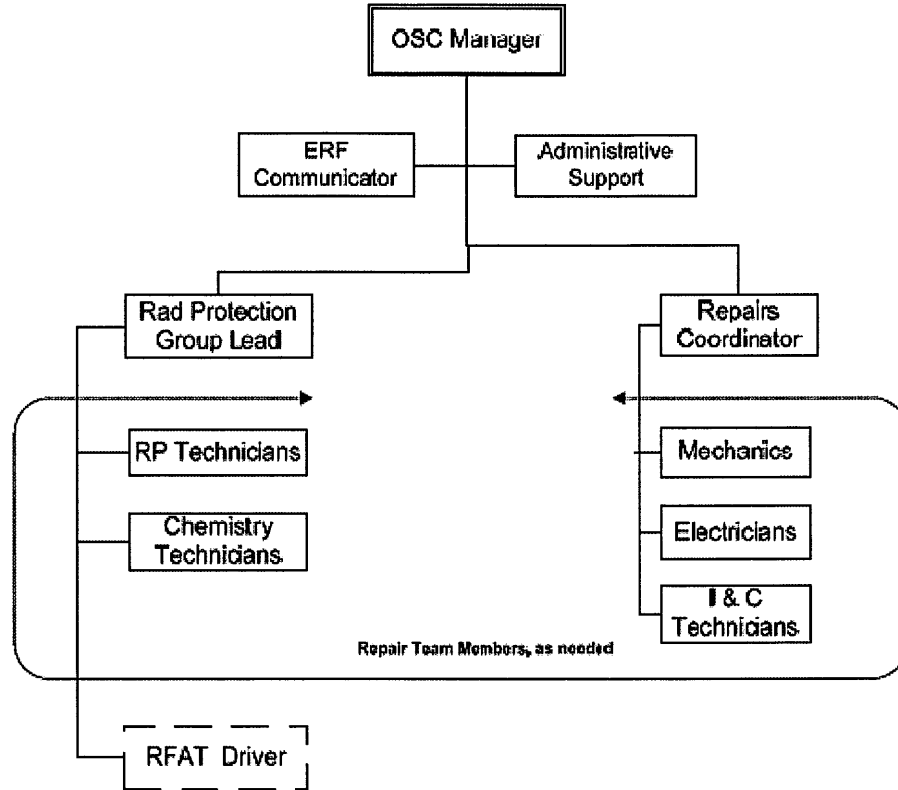 OSC Manager
ERF
Communicator
Administrative
Support
Rad Protection
Group Lead
Repairs
Coordinator
RP Technicians
Mechanics
Chemistry
Technicians
Electricians
I & C
Technicians
Repair Team Members, as needed
RFAT Driver